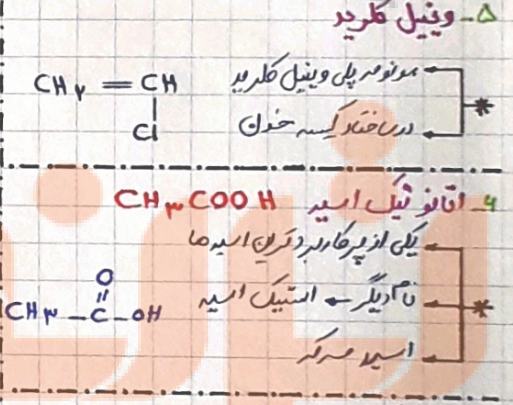 ۵- وینیل کلرید
مونومر پلی وینیل کلرید
CH۲ = CH
Cl
در ساختار کیسه خون
۶- اتانوئیک اسید CH۳COOH
یکی از پرکاربردترین اسیدها
نام دیگر ← استیک اسید
O
CH۳ - C - OH
اسید سرکه